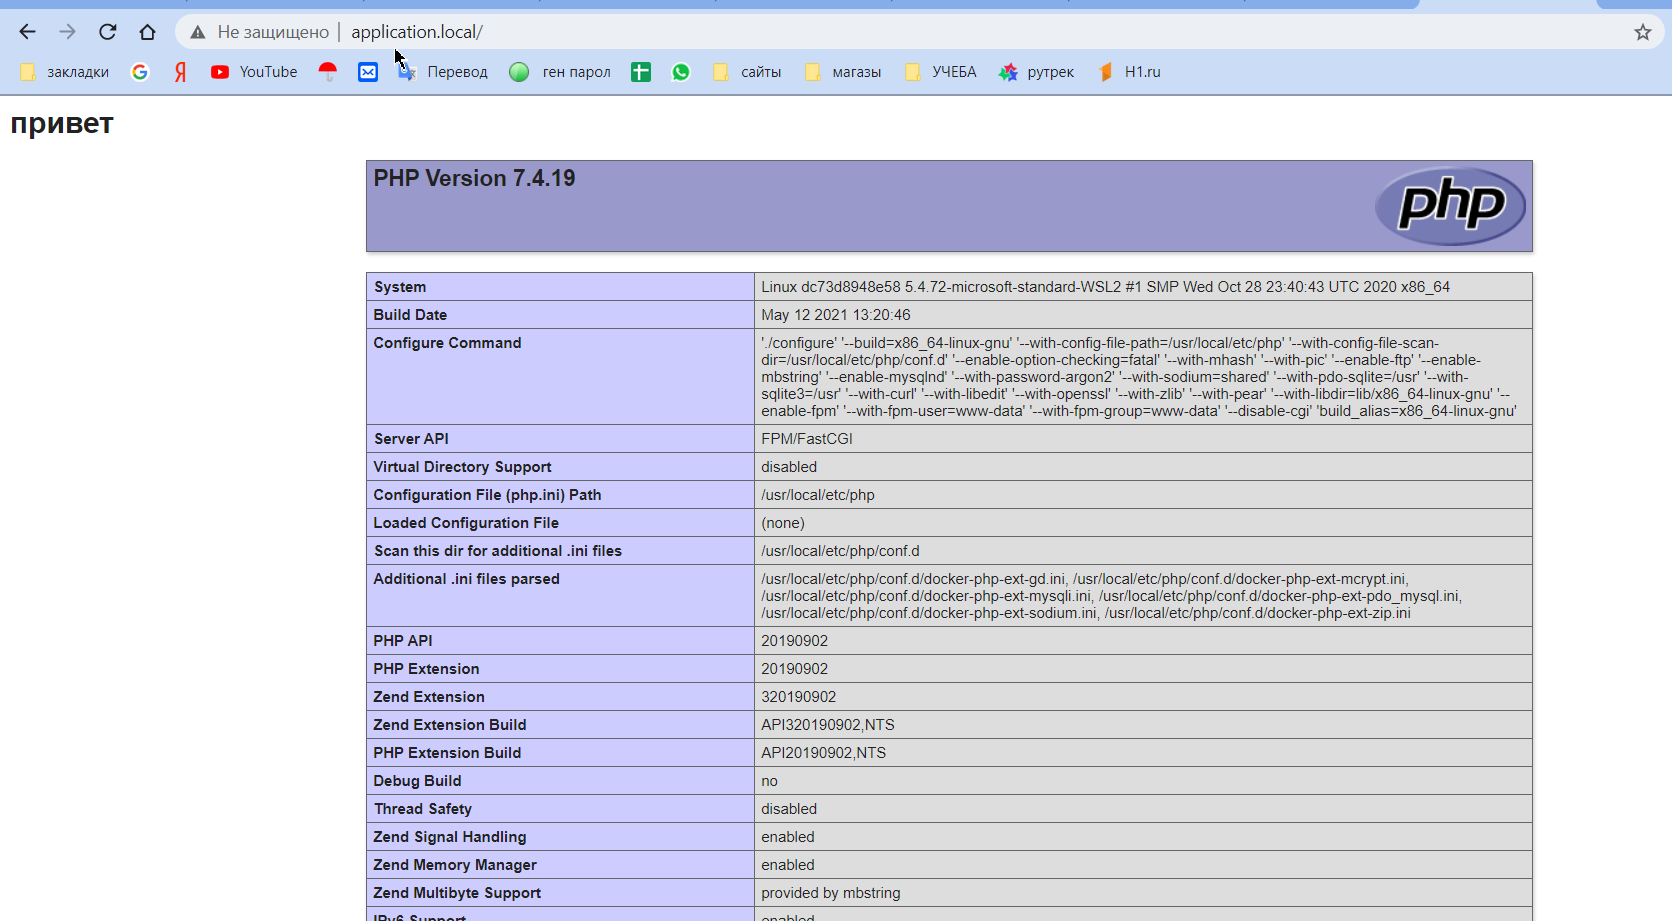 Не защищено application.local/
закладки YouTube Перевод ген парол сайты магазы УЧЕБА рутрек H1.ru
привет
PHP Version 7.4.19
php
System Linux dc73d8948e58 5.4.72-microsoft-standard-WSL2 #1 SMP Wed Oct 28 23:40:43 UTC 2020 x86_64
Build Date May 12 2021 13:20:46
Configure Command './configure' '--build=x86_64-linux-gnu' '--with-config-file-path=/usr/local/etc/php' '--with-config-file-scan-
dir=/usr/local/etc/php/conf.d' '--enable-option-checking=fatal' '--with-mhash' '--with-pic' '--enable-ftp' '--enable-
mbstring' '--enable-mysqlnd' '--with-password-argon2' '--with-sodium=shared' '--with-pdo-sqlite=/usr' '--with-
sqlite3=/usr' '--with-curl' '--with-libedit' '--with-openssl' '--with-zlib' '--with-pear' '--with-libdir=lib/x86_64-linux-gnu' '--
enable-fpm' '--with-fpm-user=www-data' '--with-fpm-group=www-data' '--disable-cgi' 'build_alias=x86_64-linux-gnu'
Server API FPM/FastCGI
Virtual Directory Support disabled
Configuration File (php.ini) Path /usr/local/etc/php
Loaded Configuration File (none)
Scan this dir for additional .ini files /usr/local/etc/php/conf.d
Additional .ini files parsed /usr/local/etc/php/conf.d/docker-php-ext-gd.ini, /usr/local/etc/php/conf.d/docker-php-ext-mcrypt.ini,
/usr/local/etc/php/conf.d/docker-php-ext-mysqli.ini, /usr/local/etc/php/conf.d/docker-php-ext-pdo_mysql.ini,
/usr/local/etc/php/conf.d/docker-php-ext-sodium.ini, /usr/local/etc/php/conf.d/docker-php-ext-zip.ini
PHP API 20190902
PHP Extension 20190902
Zend Extension 320190902
Zend Extension Build API320190902,NTS
PHP Extension Build API20190902,NTS
Debug Build no
Thread Safety disabled
Zend Signal Handling enabled
Zend Memory Manager enabled
Zend Multibyte Support provided by mbstring
IPv6 Support enabled